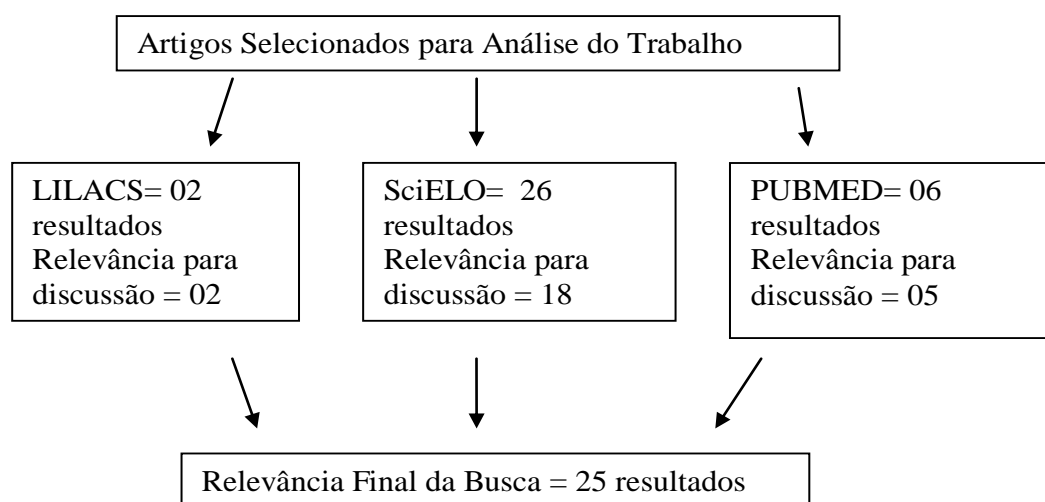 Artigos Selecionados para Análise do Trabalho
LILACS= 02
resultados
Relevância para
discussão = 02
SciELO= 26
resultados
Relevância para
discussão = 18
PUBMED= 06
resultados
Relevância para
discussão = 05
Relevância Final da Busca = 25 resultados